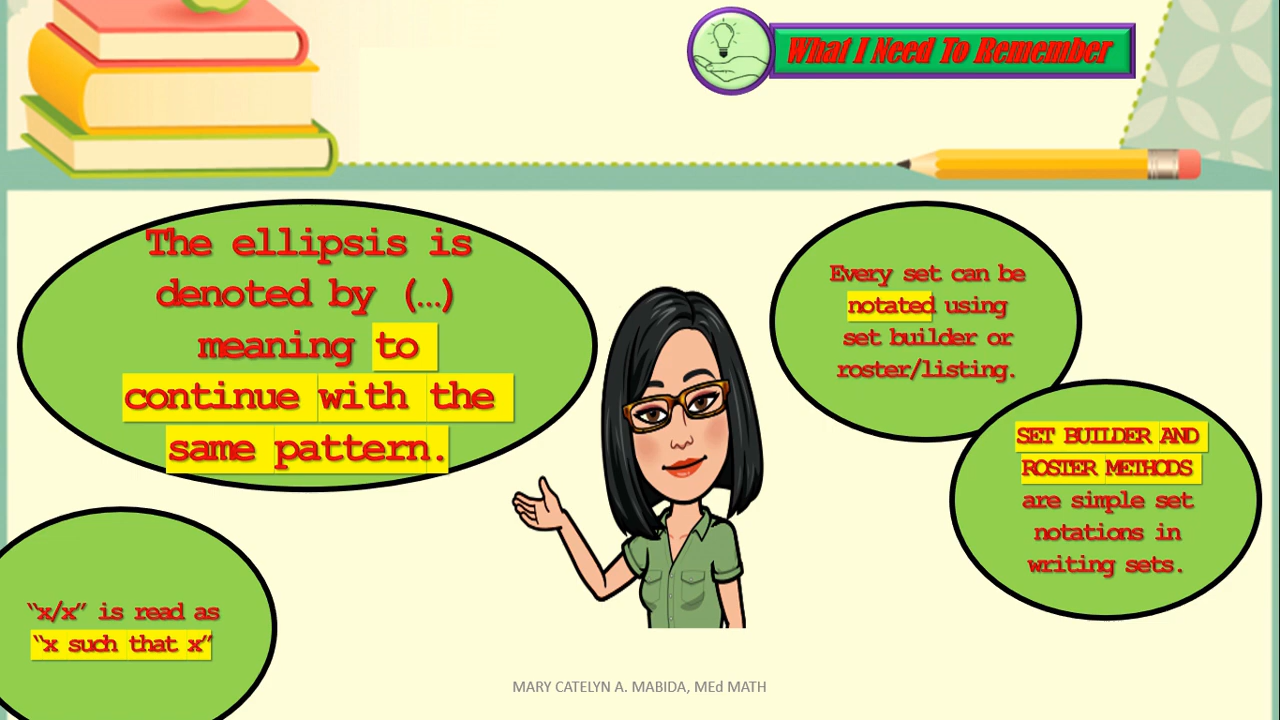 What I Need To Remember
The ellipsis is
denoted by (…)
meaning to
continue with the
same pattern.
Every set can be
notated using
set builder or
roster/listing.
SET BUILDER AND
ROSTER METHODS
are simple set
notations in
writing sets.
“x/x” is read as
“x such that x”
MARY CATELYN A. MABIDA, MEd MATH